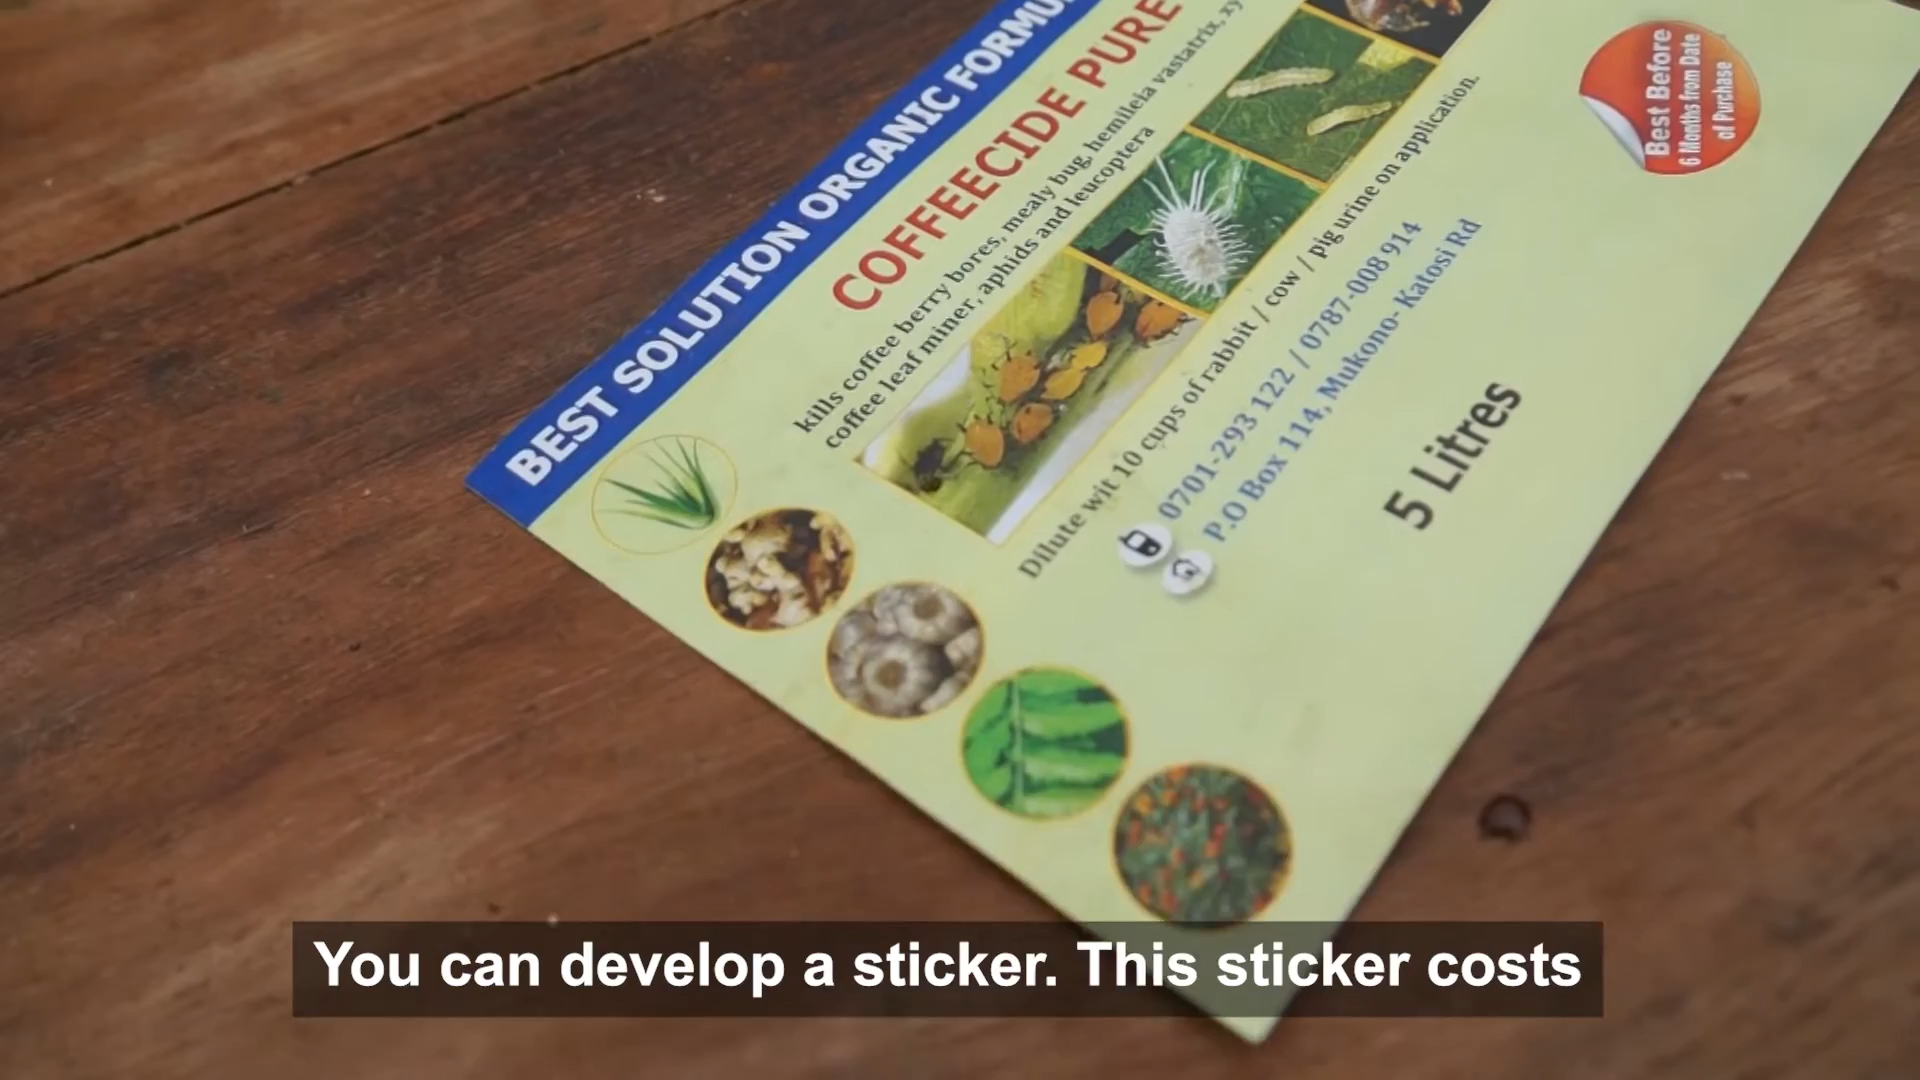 BEST SOLUTION ORGANIC
COFFEECIDE PURE
kills coffee berry bores, mealy bug, hemileia vastatrix,
coffee leaf miner, aphids and leucoptera
Dilute wit 10 cups of rabbit / cow / pig urine on application.
0701-293 122 / 0787-008 914
P.O Box 114, Mukono- Katosi Rd
5 Litres
Best Before
6 Months from Date
of Purchase
You can develop a sticker. This sticker costs